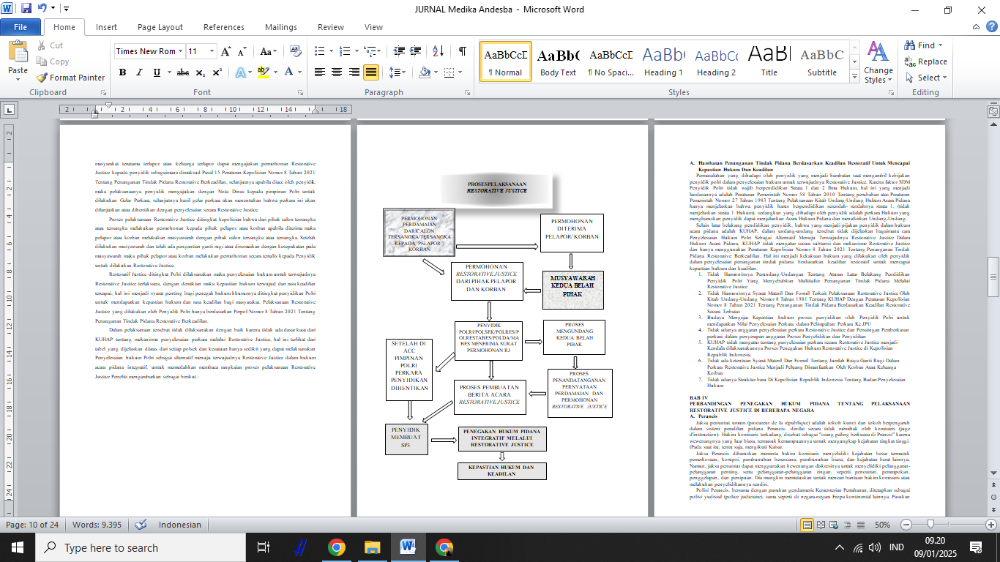 JURNAL Medika Andesba - Microsoft Word
File Home Insert Page Layout References Mailings Review View
Cut
Copy
Format Painter
Paste
Clipboard
Times New Rom 11
Font
Paragraph
AaBbCcD AaBbC AaBbCcD AaBbC AaBbCc AaBl AaBbCc
¶ Normal Body Text ¶ No Spaci... Heading 1 Heading 2 Title Subtitle
Change Styles
Styles
Find
Replace
Select
Editing
masyarakat terutama terlapor atau keluarga terlapor dapat mengajukan permohonan Restorative
Justice kepada penyidik sebagaimana dimaksud Pasal 15 Peraturan Kepolisian Nomor 8 Tahun 2021
Tentang Penanganan Tindak Pidana Restorative Berkeadilan, selanjutnya apabila diacc oleh penyidik,
maka pelaksanaannya penyidik mengajukan dengan Nota Dinas kepada pimpinan Polri untuk
dilakukan Gelar Perkara, selanjutnya hasil gelar perkara akan menentukan bahwa perkara ini akan
dilanjutkan atau dihentikan dengan penyelesaian secara Restorative Justice.
Proses pelaksanaan Restorative Justice ditingkat kepolisian bahwa dari pihak calon tersangka
atau tersangka melakukan permohonan kepada pihak pelapor atau korban apabila diterima maka
pelapor atau korban melakukan musyawarah dengan pihak calon tersangka atau tersangka. Setelah
dilakukan musyawarah dan telah ada pengantian ganti rugi atau disesuaikan dengan kesepakatan pada
musyawarah maka pihak pelapor atau korban melakukan permohonan secara tertulis kepada Penyidik
untuk dilakukan Restorative Justice.
Restoratif Justice ditingkat Polri dilaksanakan maka penyelesaian hukum untuk terwujudnya
Restorative Justice terlaksana, dengan demikian maka kepastian hukum terwujud dan rasa keadilan
tercapai, hal ini menjadi syarat penting bagi penegak hukum khususnya ditingkat penyidikan Polri
untuk mendapatkan kepastian hukum dan rasa keadilan bagi masyarakat. Pelaksanaan Restorative
Justice yang dilakukan oleh Penyidik Polri hanya berdasarkan Perpol Nomor 8 Tahun 2021 Tentang
Penanganan Tindak Pidana Restorative Berkeadilan.
Dalam pelaksanaan tersebut tidak dilaksanakan dengan baik karena tidak ada dasar kuat dari
KUHAP tentang mekanisme penyelesaian perkara melalui Restorative Justice, hal ini terlihat dari
tabel yang dijelaskan diatas dari setiap polsek dan kesatuan hanya sedikit yang dapat melaksanakan
Penyelesaian hukum Polri sebagai alternatif menuju terwujudnya Restorative Justice dalam hukum
acara pidana integratif, untuk memudahkan membaca rangkaian proses pelaksanaan Restorative
Justice Peneliti mengambarkan sebagai berikut :
PROSES PELAKSANAAN
RESTORATIVE JUSTICE
PERMOHONAN
PERDAMAIAN
DARI CALON
TERSANGKA/TERSANGKA
KEPADA PELAPOR /
KORBAN
PERMOHONAN
DITERIMA
PELAPOR/ KORBAN
PERMOHONAN
RESTORATIVE JUSTICE
DARI PIHAK PELAPOR
DAN KORBAN
MUSYAWARAH
KEDUA BELAH
PIHAK
PENYIDIK
POLRI/POLSEK/POLRES/P
OLRESTABES/POLDA/MA
BES MENERIMA SURAT
PERMOHONAN RJ
PROSES
MENGUNDANG
KEDUA BELAH
PIHAK
SETELAH DI
ACC
PIMPINAN
POLRI
PERKARA
PENYIDIKAN
DIHENTIKAN
PROSES PEMBUATAN
BERITA ACARA
RESTORATIVE JUSTICE
PROSES
PENANDATANGANAN
PERNYATAAN
PERDAMAIAN DAN
PERMOHONAN
RESTORATIVE JUSTICE
PENYIDIK
MEMBUAT
SP3
PENEGAKAN HUKUM PIDANA
INTEGRATIF MELALUI
RESTORATIVE JUSTICE
KEPASTIAN HUKUM DAN
KEADILAN
A. Hambatan Penanganan Tindak Pidana Berdasarkan Keadilan Restoratif Untuk Mencapai
Kepastian Hukum Dan Keadilan
Permasalahan yang dihadapi oleh penyidik yang menjadi hambatan saat mengambil kebijakan
penyidik polri dalam penyelesaian hukum untuk terwujudnya Restorative Justice. Karena faktor SDM
Penyidik Polri tidak wajib berpendidikan Strata 1 dan 2 Ilmu Hukum, hal ini yang menjadi
landasannya adalah Peraturan Pemerintah Nomor 58 Tahun 2010 Tentang perubahan atas Peraturan
Pemerintah Nomor 27 Tahun 1983 Tentang Pelaksanaan Kitab Undang-Undang Hukum Acara Pidana
hanya menjelaskan bahwa penyidik harus berpendidikan serendah- rendahnya strata 1, (tidak
menjelaskan strata 1 Hukum), sedangkan yang dihadapi oleh penyidik adalah perkara Hukum yang
mengharuskan penyidik dapat menjalankan Acara Hukum Pidana dan menafsirkan Undang-Undang.
Selain latar belakang pendidikan penyidik, bahwa yang menjadi pijakan penyidik dalam hukum
acara pidana adalah KUHAP, dalam undang-undang tersebut tidak dijelaskan bagaimana cara
Penyelesaian Hukum Polri Sebagai Alternatif Menuju Terwujudnya Restorative Justice Dalam
Hukum Acara Pidana, KUHAP tidak mengatur secara subtansi dan mekanisme Restorative Justice
dan hanya menggunakan Peraturan Kepolisian Nomor 8 Tahun 2021 Tentang Penanganan Tindak
Pidana Restorative Berkeadilan. Hal ini menjadi kekakuan hukum yang dilakukan oleh penyidik
dalam penyelesaian penanganan tindak pidana berdasarkan keadilan restoratif untuk mencapai
kepastian hukum dan keadilan.
1. Tidak Harmonisnya Perundang-Undangan Tentang Aturan Latar Belakang Pendidikan
Penyidik Polri Yang Menyebabkan Multitafsir Penanganan Tindak Pidana Melalui
Restorative Justice
2. Tidak Harmonisnya Syarat Materil Dan Formil Terkait Pelaksanaan Restorative Justice Oleh
Kitab Undang-Undang Nomor 8 Tahun 1981 Tentang KUHAP Dengan Peraturan Kepolisian
Nomor 8 Tahun 2021 Tentang Penanganan Tindak Pidana Berdasarkan Keadilan Restorative
Secara Terbatas
3. Budaya Mengejar Kepastian hukum proses penyidikan oleh Penyidik Polri untuk
mendapatkan Nilai Penyelesaian Perkara dalam Pelimpahan Perkara Ke JPU
4. Tidak adanya angaran penyelesaian perkara Restorative Justice dan Persaingan Pemberkasan
perkara dalam penyerapan angaran Proses Penyelidikan dan Penyidikan
5. KUHAP tidak mengatur tentang penyelesaian perkara secara Restorative Justice menjadi
Kendala dilaksanakannya Proses Penegakan Hukum Restorative Justice di Kepolisian
Republik Indonesia
6. Tidak ada ketentuan Syarat Materil Dan Formil Tentang Jumlah Biaya Ganti Rugi Dalam
Perkara Restorative Justice Menjadi Peluang Dimanfaatkan Oleh Korban Atau Keluarga
Korban
7. Tidak adanya Struktur baru Di Kepolisian Republik Indonesia Tentang Badan Penyelesaian
Hukum
BAB IV
PERBANDINGAN PENEGAKAN HUKUM PIDANA TENTANG PELAKSANAAN
RESTORATIVE JUSTICE DI BEBERAPA NEGARA
A. Perancis
Jaksa penuntut umum (procureur de la république) adalah tokoh kunci dan tokoh berpengaruh
dalam sistem peradilan pidana Perancis. dinilai secara tidak memihak oleh komisaris (juge
d'instruction). Hakim komisaris terkadang disebut sebagai "orang paling berkuasa di Prancis" karena
wewenangnya yang luar biasa, termasuk kemampuannya untuk mengungkap kejahatan tingkat tinggi.
(Pada saat itu, tentu saja, mengikuti Kaisar.
Jaksa Perancis diharuskan meminta hakim komisaris menyelidiki kejahatan besar termasuk
pemerkosaan, korupsi, pembunuhan berencana, pembunuhan biasa, dan kejahatan berat lainnya.
Namun, jaksa penuntut dapat menggunakan kewenangan diskresinya untuk menyelidiki pelanggaran-
pelanggaran penting serta pelanggaran-pelanggaran ringan, seperti pencurian, perampokan,
penggelapan, dan penipuan. Dia mungkin memutuskan untuk mencari bantuan hakim komisaris atau
melakukan penyelidikannya sendiri.
Polisi Perancis, bersama dengan pasukan gendarmerie Kementerian Pertahanan, ditetapkan sebagai
polisi yudisial (police judiciaire), sama seperti di negara-negara Eropa kontinental lainnya. Pasukan
Page: 10 of 24 Words: 9.395 Indonesian 50%
Type here to search
IND
09.20
09/01/2025